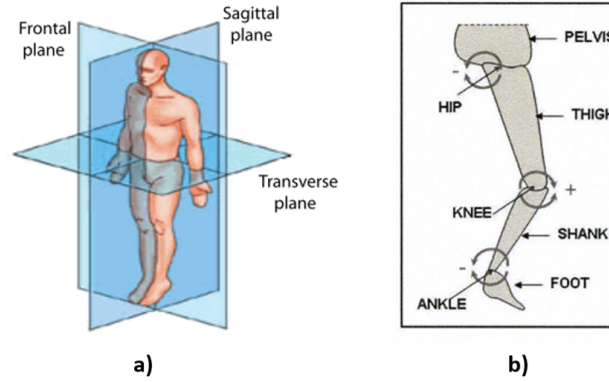 Frontal
plane
Sagittal
plane
Transverse
plane
a)
PELVIS
-
HIP
THIGH
KNEE
+
SHANK
-
FOOT
ANKLE
b)